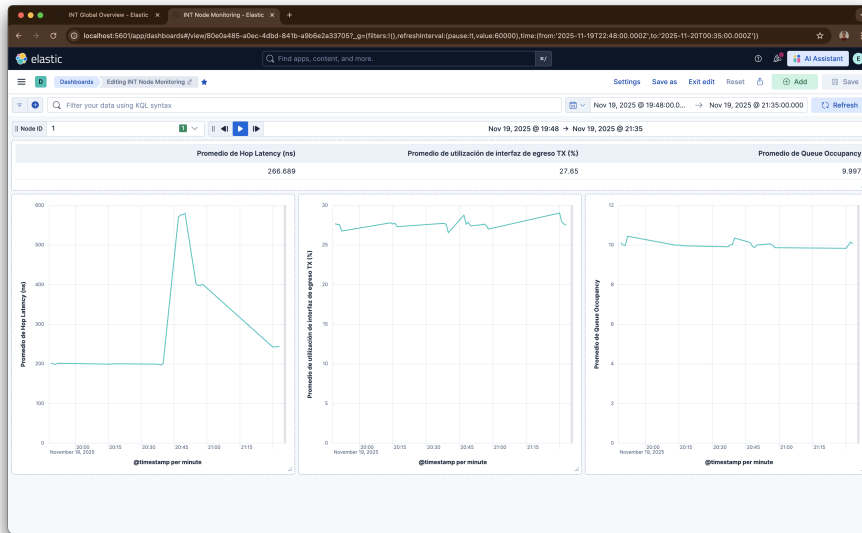 INT Global Overview - Elastic
INT Node Monitoring - Elastic
localhost:5601/app/dashboards#/view/80e0a485-a0ec-4dbd-841b-a9b6e2a33705?_g=(filters:!(),refreshInterval:(pause:!t,value:60000),time:(from:'2025-11-19T22:48:00.000Z',to:'2025-11-20T00:35:00.000Z'))
elastic
Find apps, content, and more.
⌘/
AI Assistant
E
D
Dashboards
Editing INT Node Monitoring
Settings
Save as
Exit edit
Reset
Add
Save
Filter your data using KQL syntax
Nov 19, 2025 @ 19:48:00.0... → Nov 19, 2025 @ 21:35:00.000
Refresh
Node ID 1 1
Nov 19, 2025 @ 19:48 → Nov 19, 2025 @ 21:35
Promedio de Hop Latency (ns) Promedio de utilización de interfaz de egreso TX (%) Promedio de Queue Occupancy
266.689 27.65 9.997
Promedio de Hop Latency (ns)
600
500
400
300
200
100
0
20:00 20:15 20:30 20:45 21:00 21:15
November 19, 2025
@timestamp per minute
Promedio de utilización de interfaz de egreso TX (%)
30
25
20
15
10
5
0
20:00 20:15 20:30 20:45 21:00 21:15
November 19, 2025
@timestamp per minute
Promedio de Queue Occupancy
12
10
8
6
4
2
0
20:00 20:15 20:30 20:45 21:00 21:15
November 19, 2025
@timestamp per minute